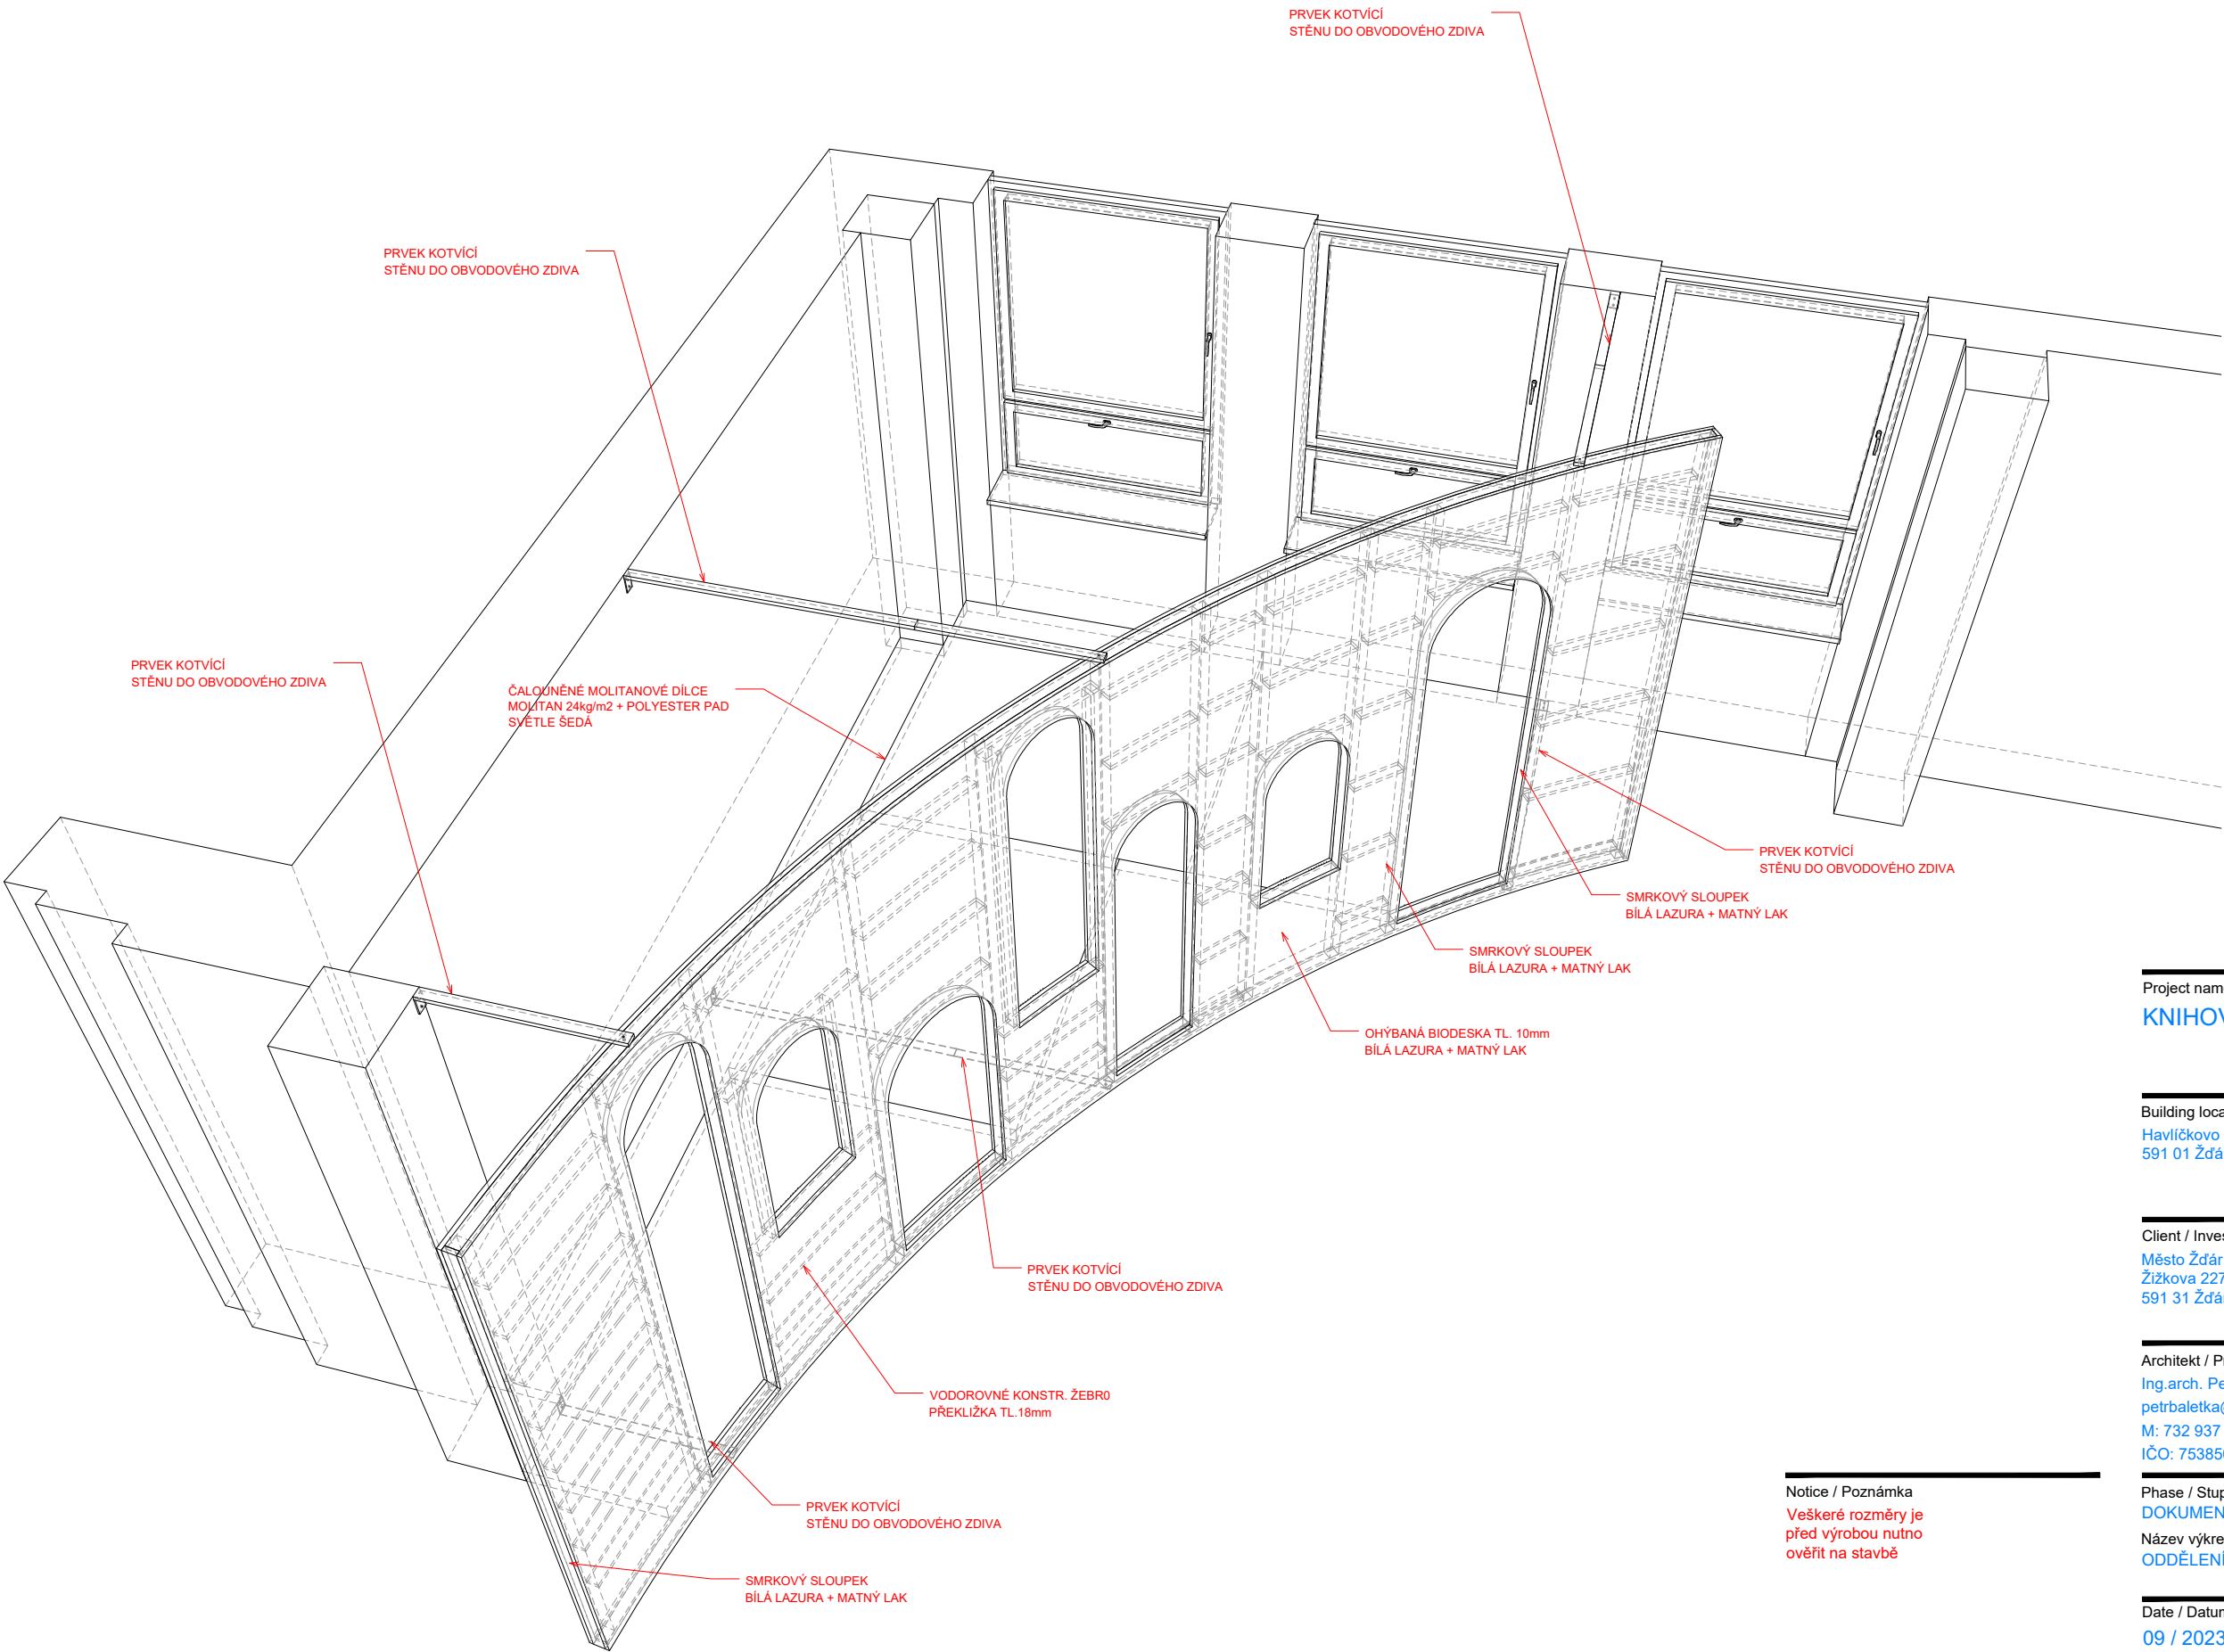 PRVEK KOTVÍCÍ
STĚNU DO OBVODOVÉHO ZDIVA
PRVEK KOTVÍCÍ
STĚNU DO OBVODOVÉHO ZDIVA
PRVEK KOTVÍCÍ
STĚNU DO OBVODOVÉHO ZDIVA
ČALOUNĚNÉ MOLITANOVÉ DÍLCE
MOLITAN 24kg/m2 + POLYESTER PAD
SVĚTLE ŠEDÁ
PRVEK KOTVÍCÍ
STĚNU DO OBVODOVÉHO ZDIVA
SMRKOVÝ SLOUPEK
BÍLÁ LAZURA + MATNÝ LAK
SMRKOVÝ SLOUPEK
BÍLÁ LAZURA + MATNÝ LAK
OHÝBANÁ BIODESKA TL. 10mm
BÍLÁ LAZURA + MATNÝ LAK
PRVEK KOTVÍCÍ
STĚNU DO OBVODOVÉHO ZDIVA
VODOROVNÉ KONSTR. ŽEBR0
PŘEKLIŽKA TL.18mm
PRVEK KOTVÍCÍ
STĚNU DO OBVODOVÉHO ZDIVA
SMRKOVÝ SLOUPEK
BÍLÁ LAZURA + MATNÝ LAK
Notice / Poznámka
Veškeré rozměry je
před výrobou nutno
ověřit na stavbě
Project nam
KNIHOV
Building loca
Havlíčkovo
591 01 Žďá
Client / Inves
Město Žďár
Žižkova 227
591 31 Žďá
Architekt / P
Ing.arch. Pe
petrbaletka@
M: 732 937
IČO: 75385
Phase / Stup
DOKUMEN
Název výkre
ODDĚLENÍ
Date / Datum
09 / 2023